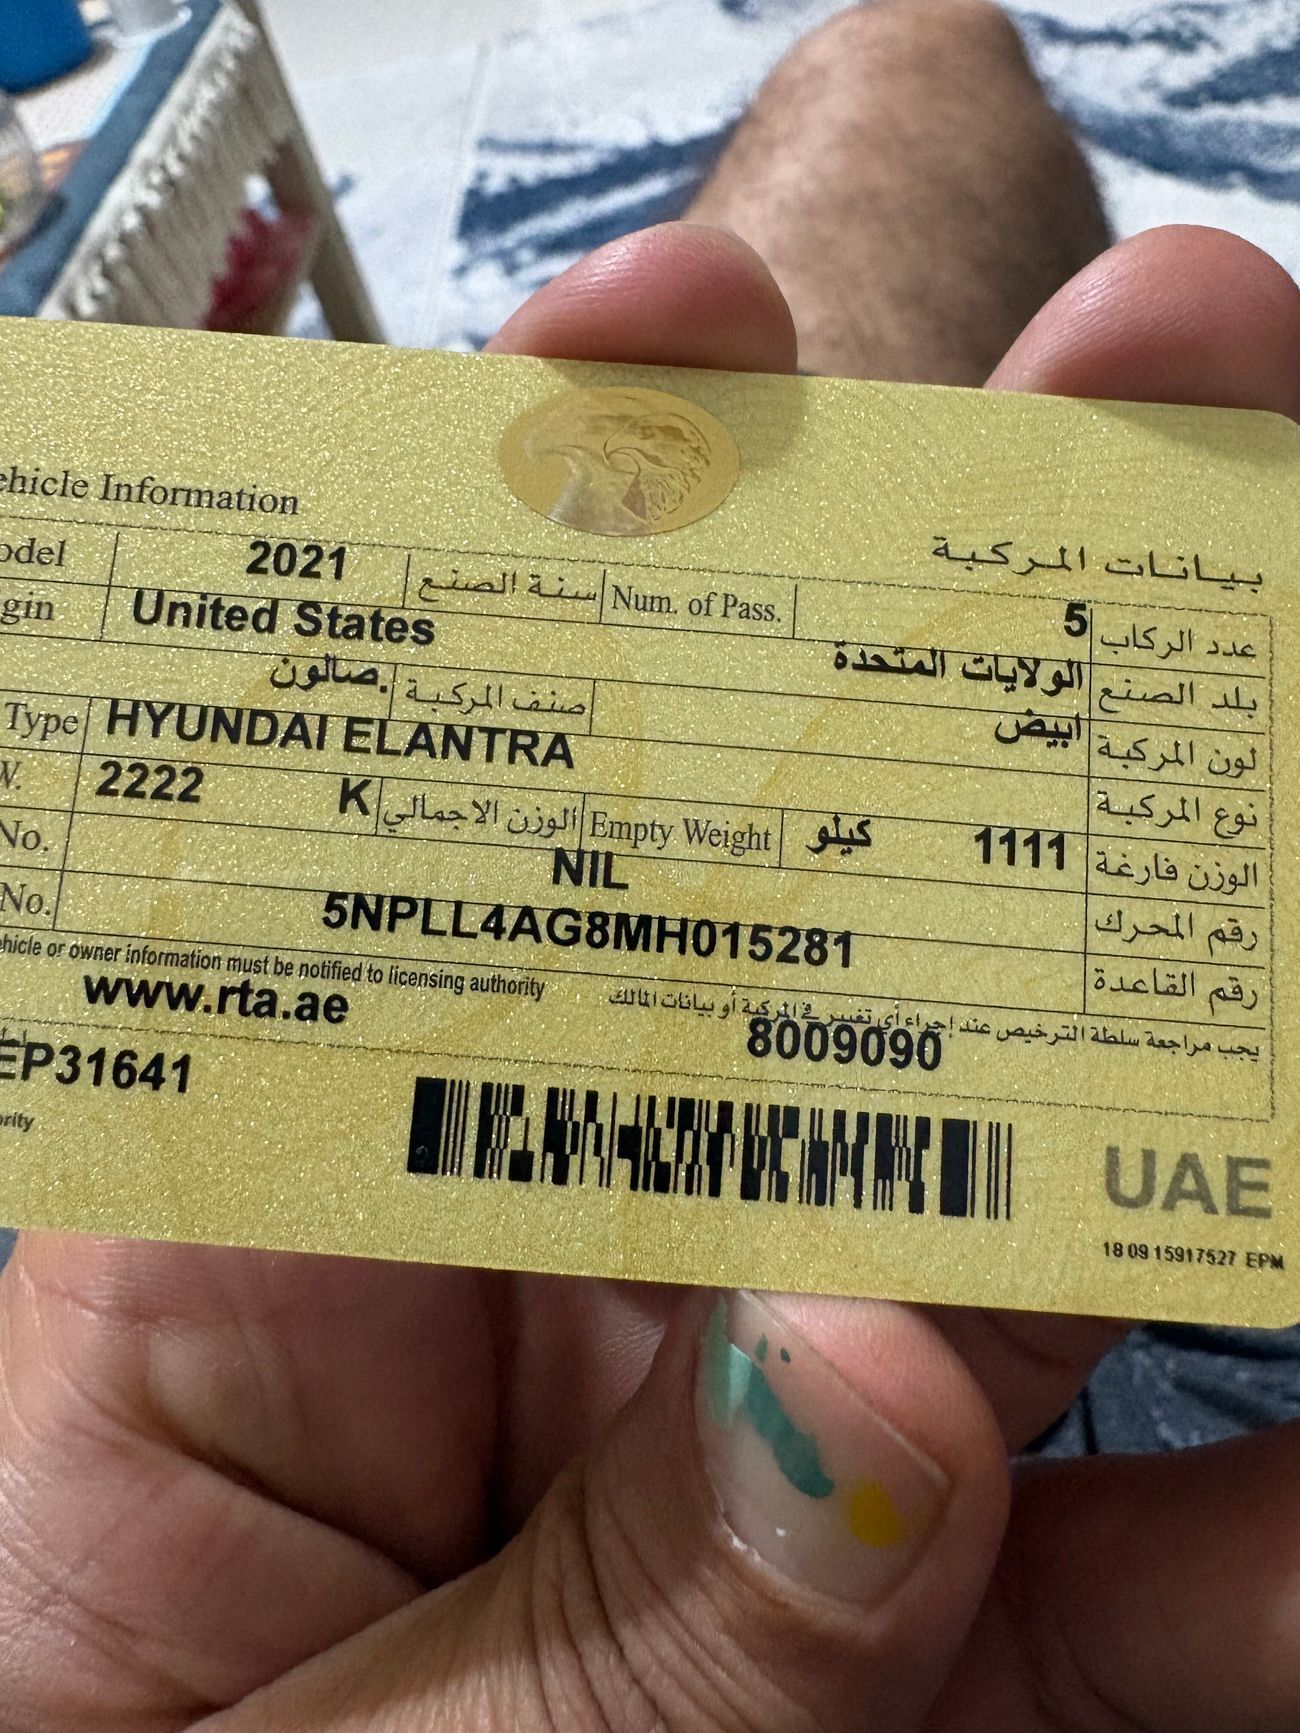 ehicle Information بيانات المركبة
odel 2021 سنة الصنع Num. of Pass. 5 عدد الركاب
gin United States الولايات المتحدة بلد الصنع
صالون. صنف المركبة ابيض لون المركبة
Type HYUNDAI ELANTRA نوع المركبة
W. 2222 K الوزن الاجمالي Empty Weight كيلو 1111 الوزن فارغة
No. NIL رقم المحرك
No. 5NPLL4AG8MH015281 رقم القاعدة
ehicle or owner information must be notified to licensing authority يجب مراجعة سلطة الترخيص عند إجراء أي تغيير في المركبة أو بيانات المالك
www.rta.ae 8009090
EP31641
ority
UAE
18 09 15917527 EPM